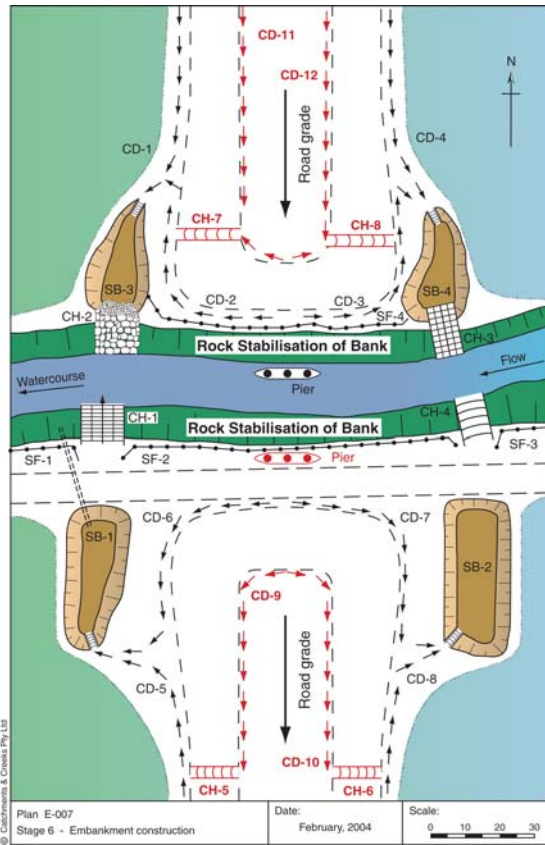 CD-11
CD-12
N
CD-1
CD-4
Road grade
CH-7
CH-8
SB-3
SB-4
CD-2
CD-3
CH-2
SF-4
CH-3
Rock Stabilisation of Bank
Flow
Watercourse
Pier
CH-1
CH-4
Rock Stabilisation of Bank
SF-1
SF-2
Pier
SF-3
CD-6
CD-7
SB-1
SB-2
CD-9
Road grade
CD-5
CD-8
CD-10
CH-5
CH-6
© Catchments & Creeks Pty Ltd
Plan E-007
Stage 6 - Embankment construction
Date:
February, 2004
Scale:
0 10 20 30